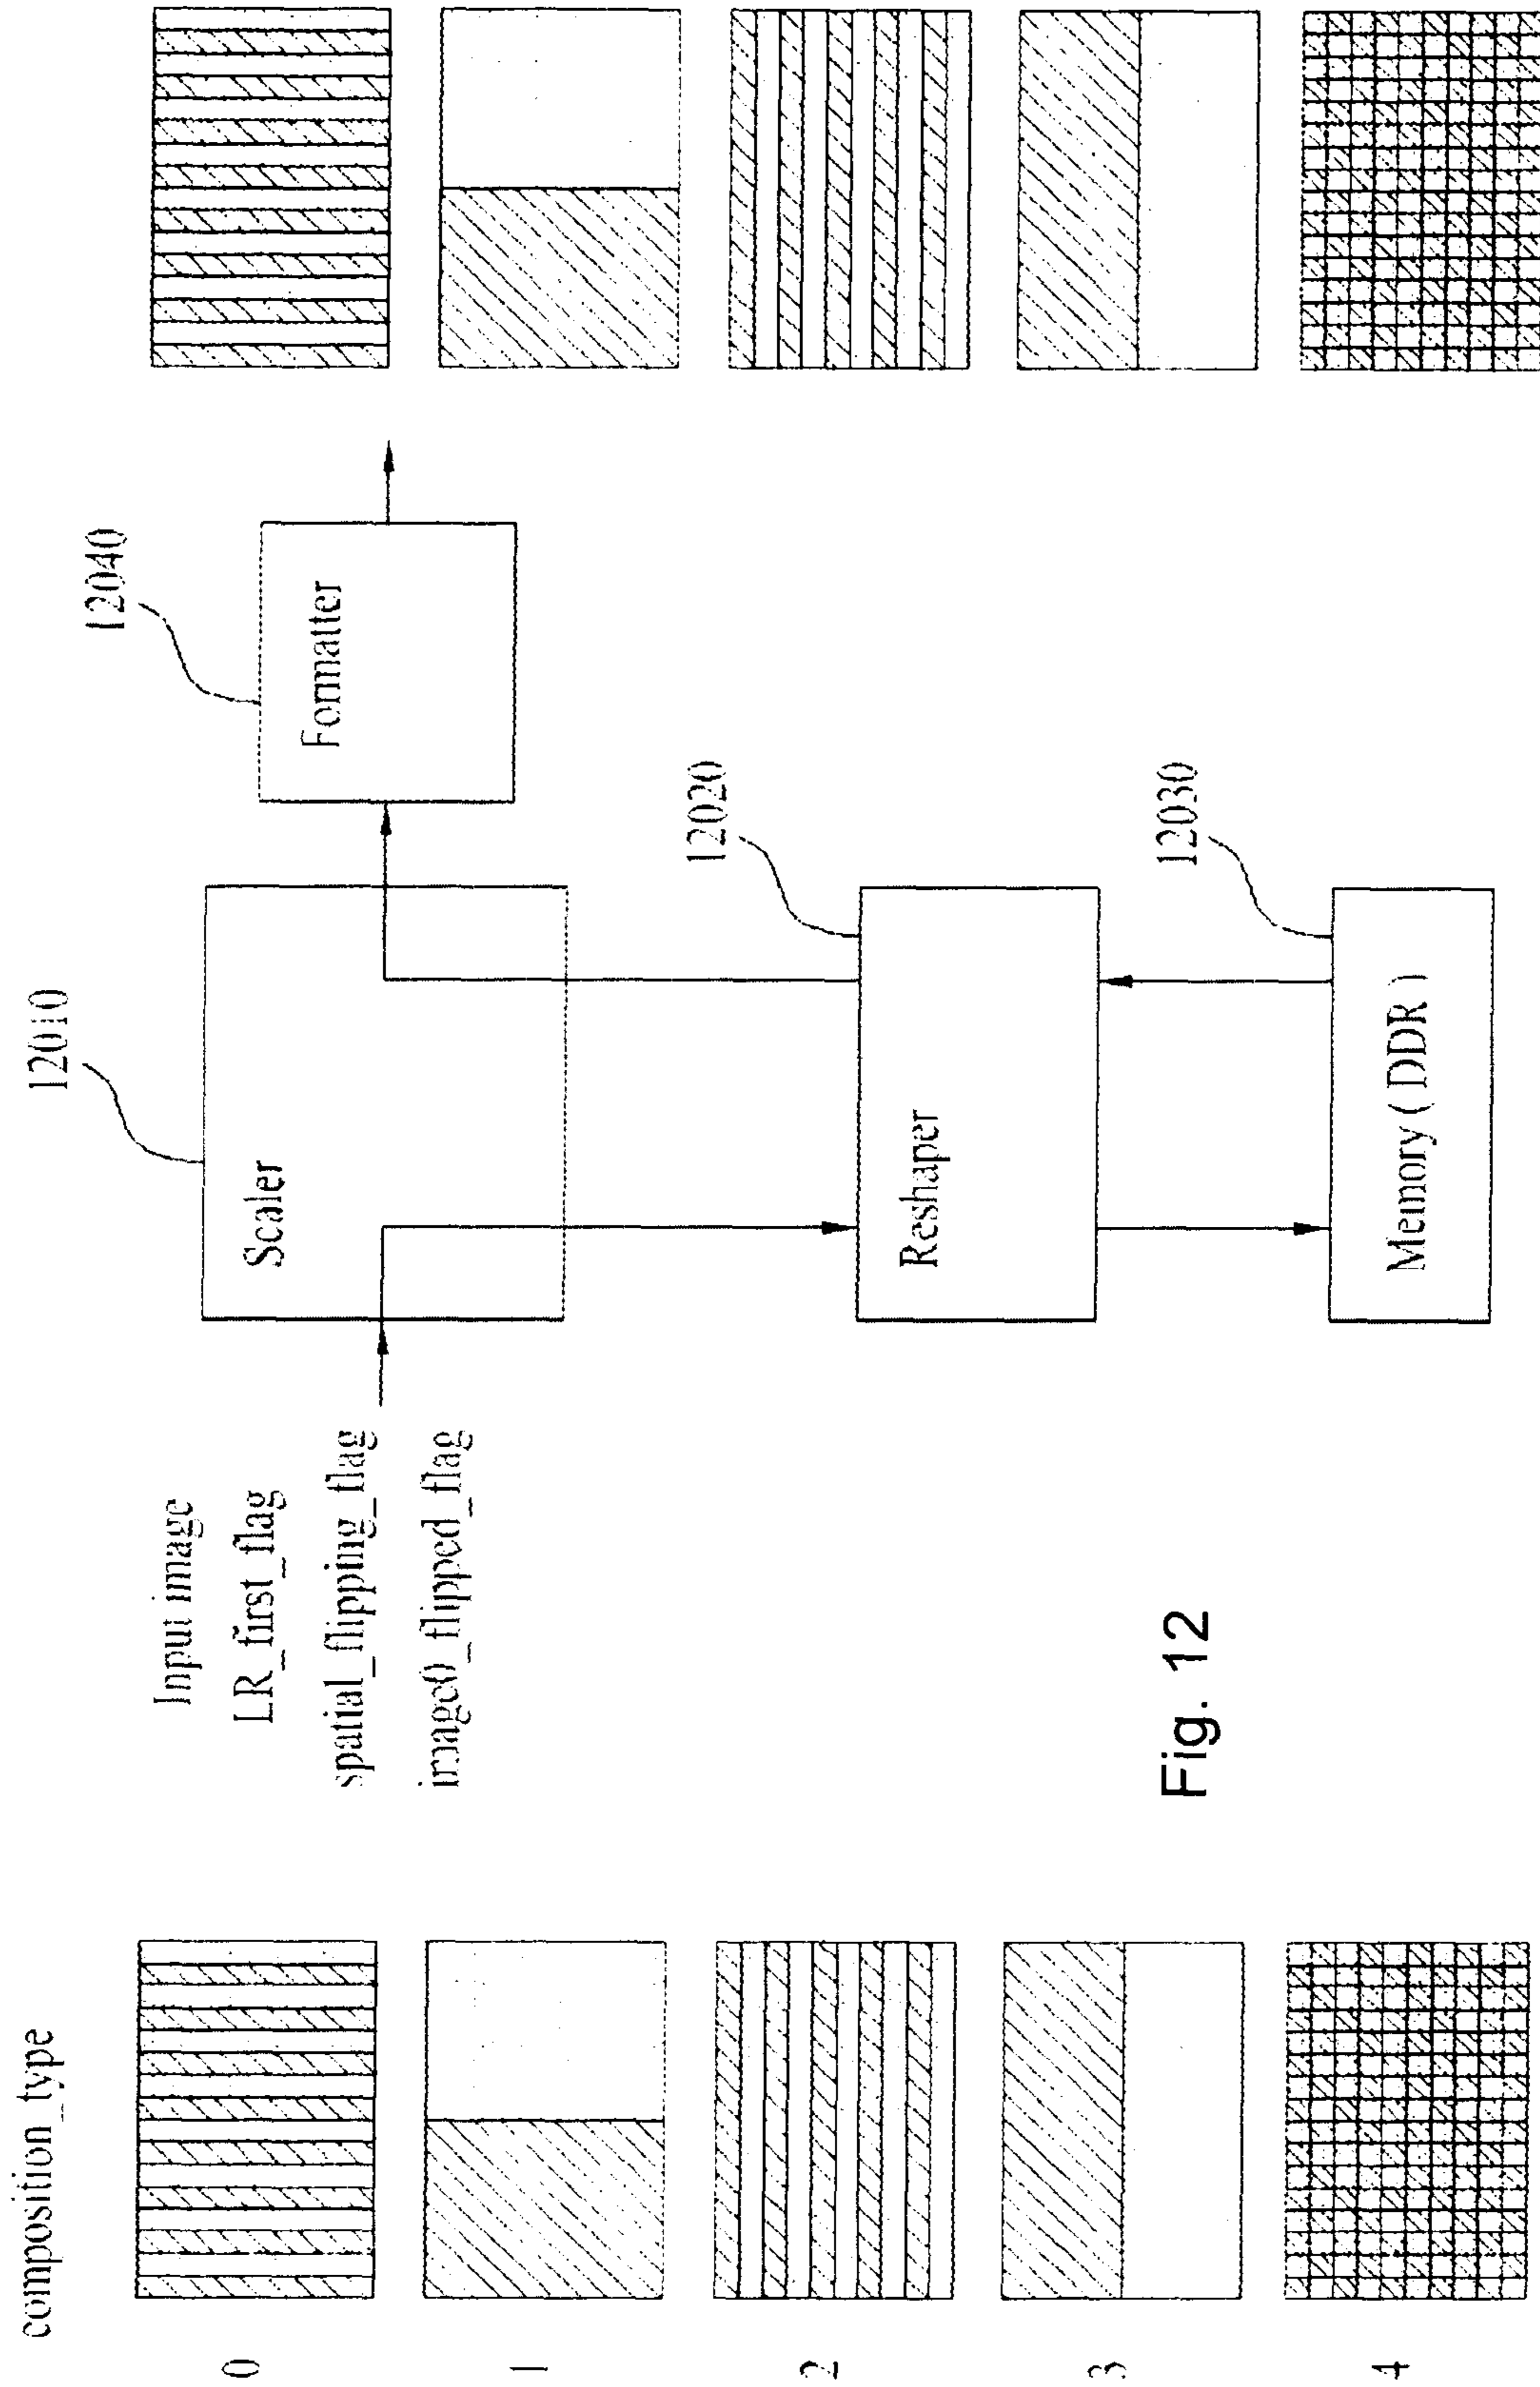 composition_type
0
1
2
3
4
Input image
LR_first_flag
spatial_flipping_flag
image0_flipped_flag
Scaler
12010
Reshaper
12020
Memory ( DDR )
12030
Formatter
12040
Fig. 12